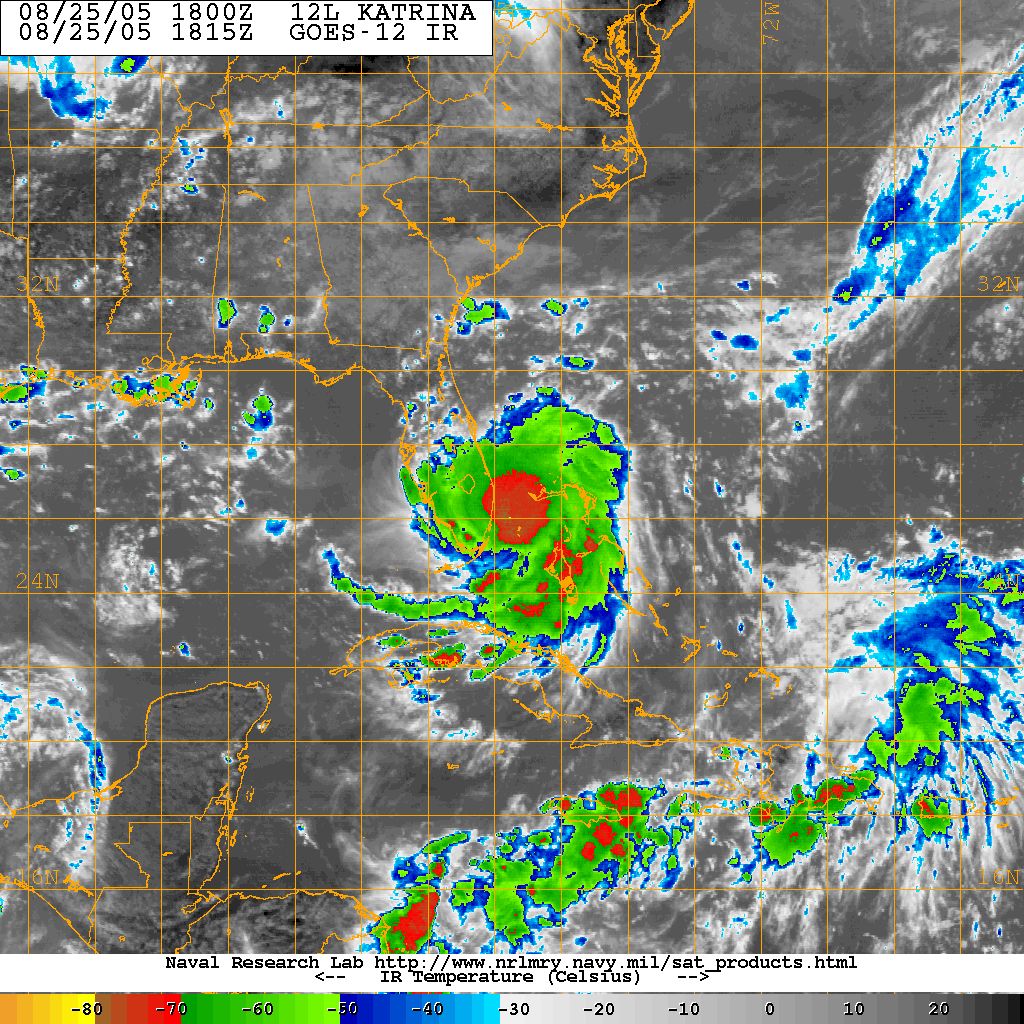 08/25/05 1800Z 12L KATRINA
08/25/05 1815Z GOES-12 IR
72W
32N 32N
24N
16N 16N
Naval Research Lab http://www.nrlmry.navy.mil/sat_products.html
<-- IR Temperature (Celsius) -->
-80 -70 -60 -50 -40 -30 -20 -10 0 10 20